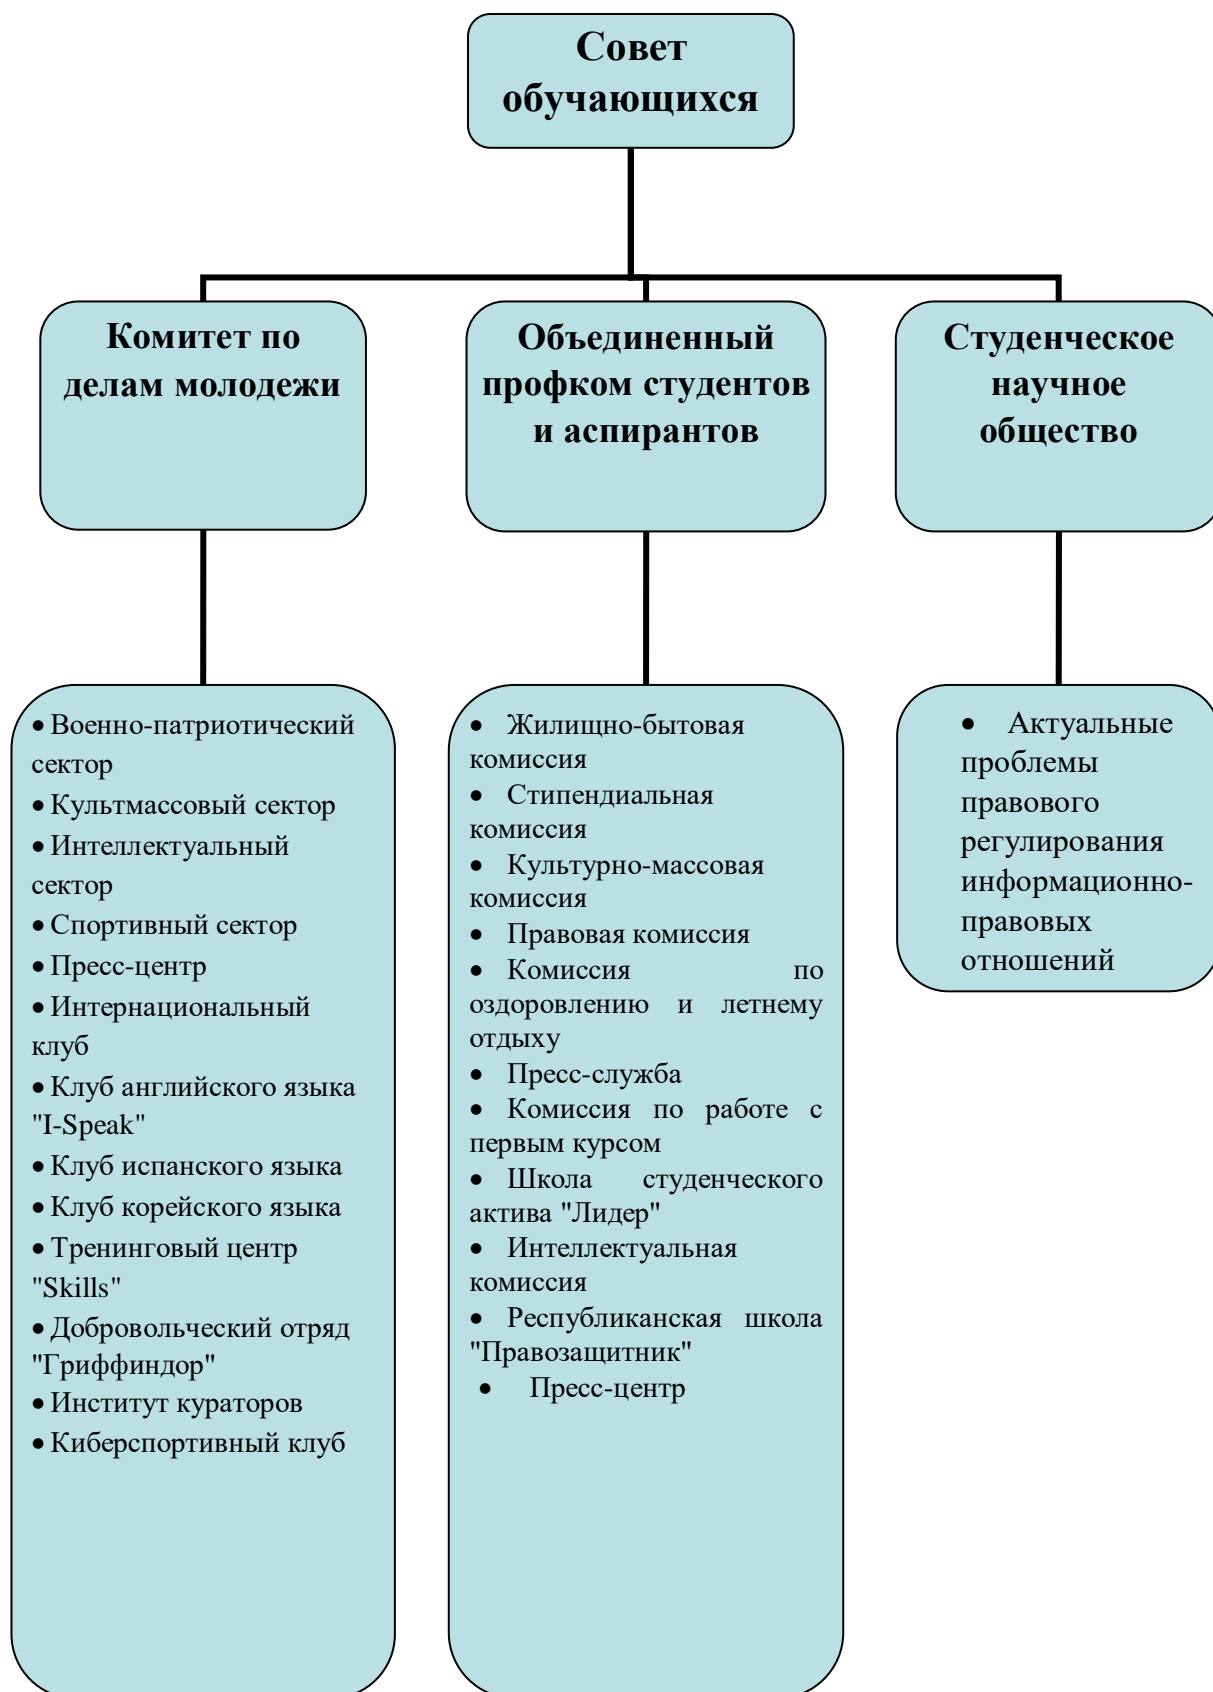 Совет
обучающихся
Комитет по
делам молодежи
Объединенный
профком студентов
и аспирантов
Студенческое
научное
общество
• Военно-патриотический
сектор
• Культмассовый сектор
• Интеллектуальный
сектор
• Спортивный сектор
• Пресс-центр
• Интернациональный
клуб
• Клуб английского языка
"I-Speak"
• Клуб испанского языка
• Клуб корейского языка
• Тренинговый центр
"Skills"
• Добровольческий отряд
"Гриффиндор"
• Институт кураторов
• Киберспортивный клуб
• Жилищно-бытовая
комиссия
• Стипендиальная
комиссия
• Культурно-массовая
комиссия
• Правовая комиссия
• Комиссия по
оздоровлению и летнему
отдыху
• Пресс-служба
• Комиссия по работе с
первым курсом
• Школа студенческого
актива "Лидер"
• Интеллектуальная
комиссия
• Республиканская школа
"Правозащитник"
• Пресс-центр
• Актуальные
проблемы
правового
регулирования
информационно-
правовых
отношений